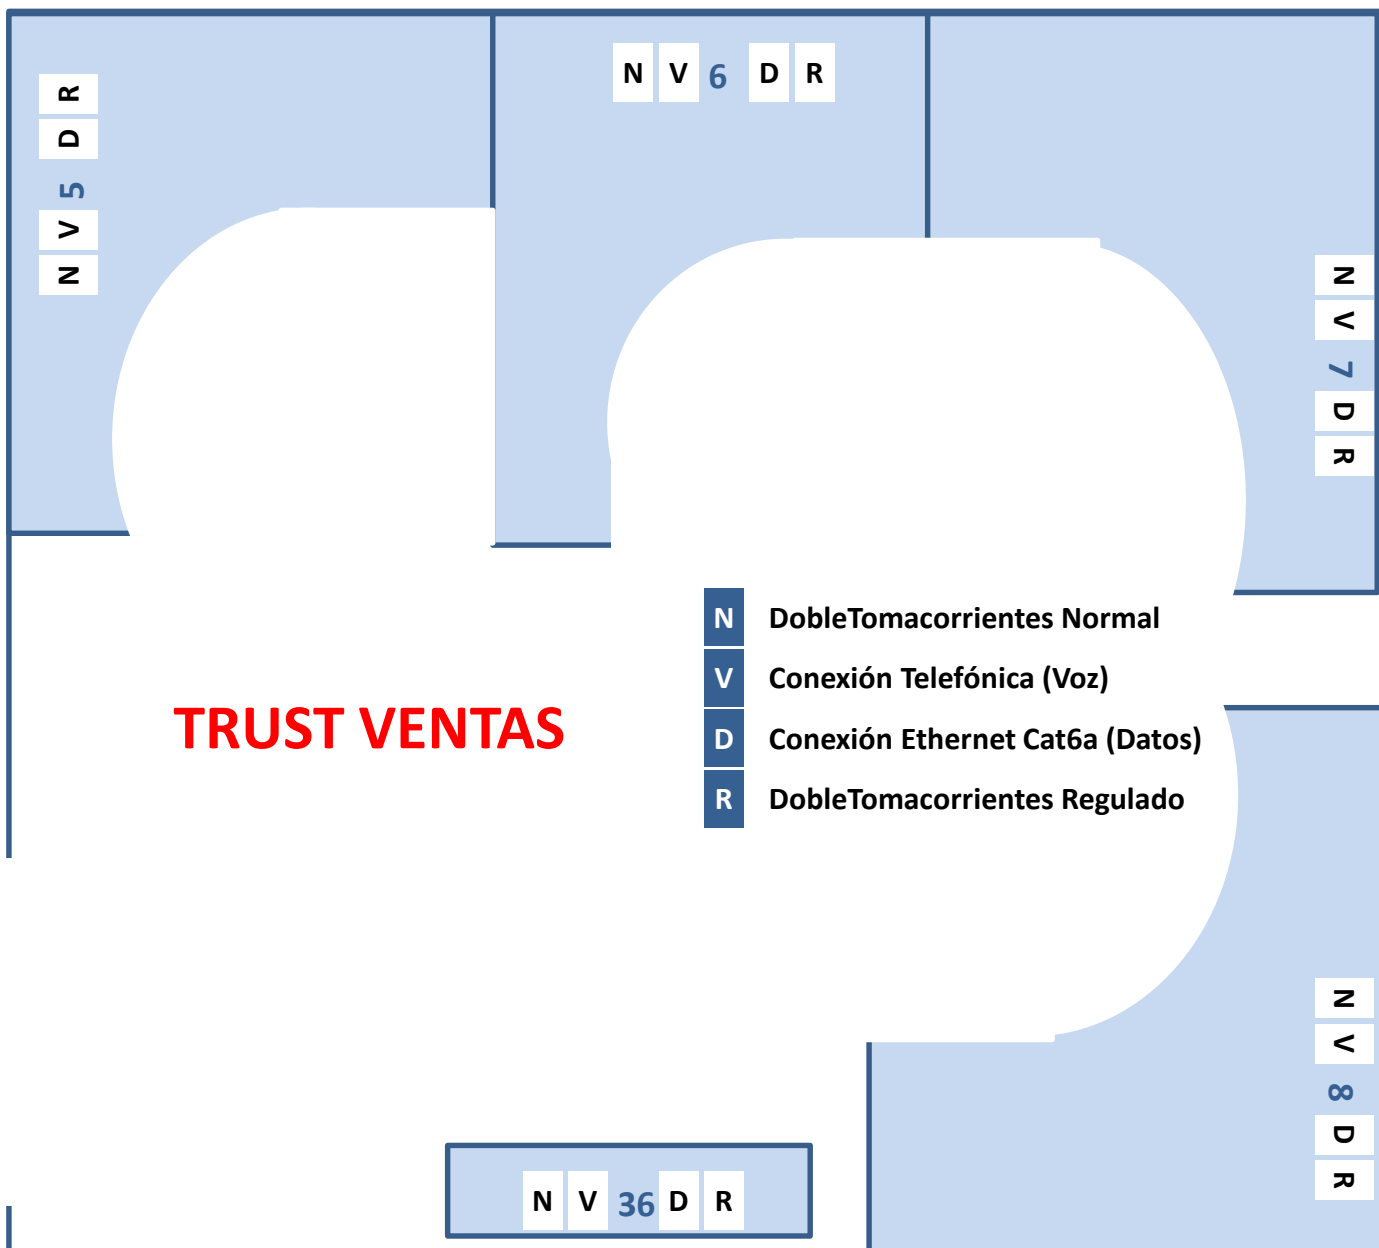 N V 6 D R
N V 5 D R
N V 7 D R
N DobleTomacorrientes Normal
V Conexión Telefónica (Voz)
D Conexión Ethernet Cat6a (Datos)
R DobleTomacorrientes Regulado
TRUST VENTAS
N V 8 D R
N V 36 D R